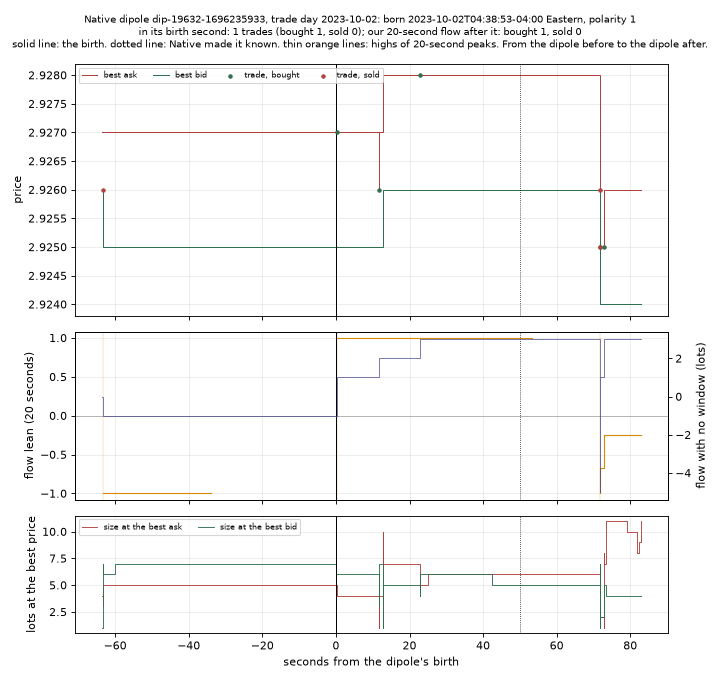 Native dipole dip-19632-1696235933, trade day 2023-10-02: born 2023-10-02T04:38:53-04:00 Eastern, polarity 1
in its birth second: 1 trades (bought 1, sold 0); our 20-second flow after it: bought 1, sold 0
solid line: the birth. dotted line: Native made it known. thin orange lines: highs of 20-second peaks. From the dipole before to the dipole after.
best ask
best bid
trade, bought
trade, sold
2.9280
2.9275
2.9270
2.9265
2.9260
2.9255
2.9250
2.9245
2.9240
price
1.0
0.5
0.0
−0.5
−1.0
flow lean (20 seconds)
2
0
−2
−4
flow with no window (lots)
size at the best ask
size at the best bid
10.0
7.5
5.0
2.5
lots at the best price
−60
−40
−20
0
20
40
60
80
seconds from the dipole's birth